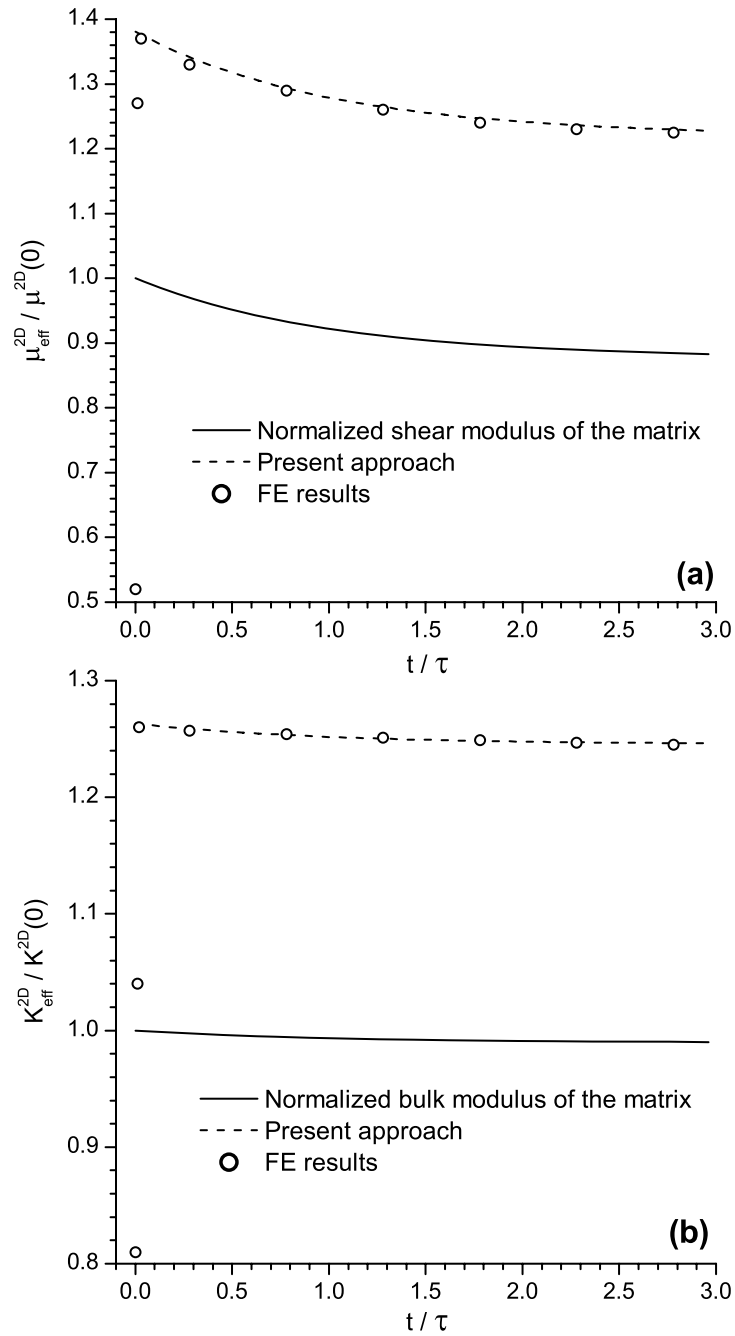 1.4
1.3
1.2
1.1
1.0
0.9
0.8
0.7
0.6
0.5
μ2Deff / μ2D(0)
Normalized shear modulus of the matrix
Present approach
FE results
(a)
0.0 0.5 1.0 1.5 2.0 2.5 3.0
t / τ
1.3
1.2
1.1
1.0
0.9
0.8
K2Deff / K2D(0)
Normalized bulk modulus of the matrix
Present approach
FE results
(b)
0.0 0.5 1.0 1.5 2.0 2.5 3.0
t / τ